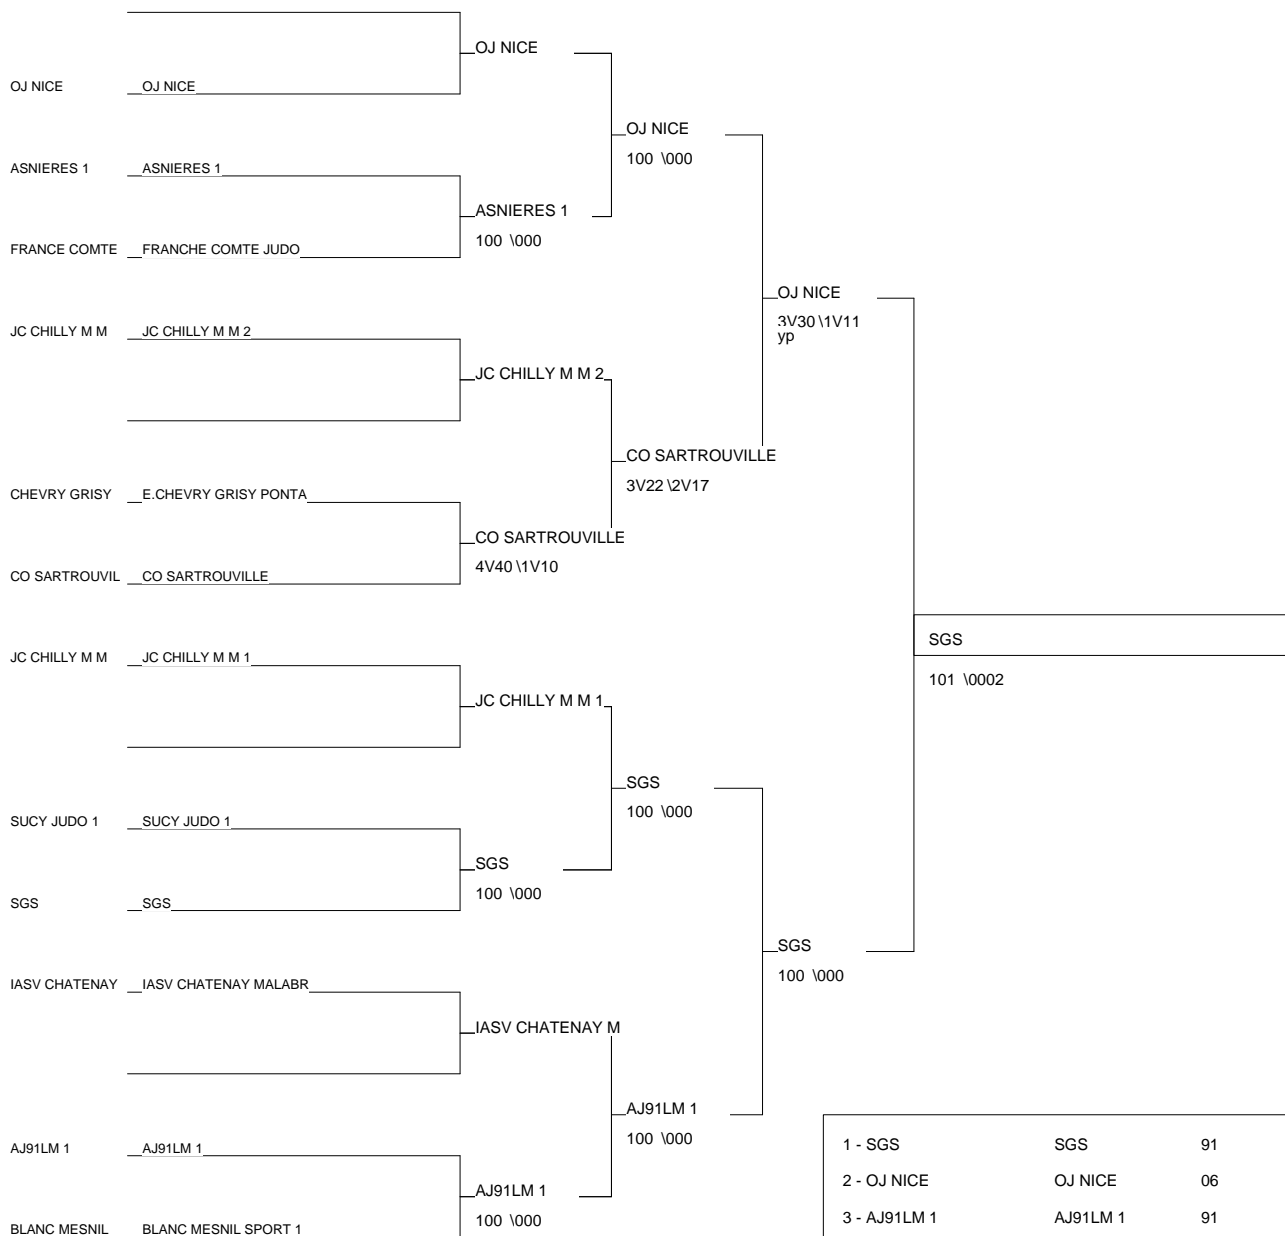 OJ NICE
OJ NICE OJ NICE
OJ NICE
100 \000
ASNIERES 1 ASNIERES 1
ASNIERES 1
100 \000
FRANCE COMTE FRANCHE COMTE JUDO
OJ NICE
3V30 \1V11
yp
JC CHILLY M M JC CHILLY M M 2
JC CHILLY M M 2
CO SARTROUVILLE
3V22 \2V17
CHEVRY GRISY E.CHEVRY GRISY PONTA
CO SARTROUVILLE
4V40 \1V10
CO SARTROUVIL CO SARTROUVILLE
SGS
101 \0002
JC CHILLY M M JC CHILLY M M 1
JC CHILLY M M 1
SGS
100 \000
SUCY JUDO 1 SUCY JUDO 1
SGS
100 \000
SGS SGS
SGS
100 \000
IASV CHATENAY IASV CHATENAY MALABR
IASV CHATENAY M
AJ91LM 1
100 \000
AJ91LM 1 AJ91LM 1
AJ91LM 1
100 \000
BLANC MESNIL BLANC MESNIL SPORT 1
1 - SGS SGS 91
2 - OJ NICE OJ NICE 06
3 - AJ91LM 1 AJ91LM 1 91